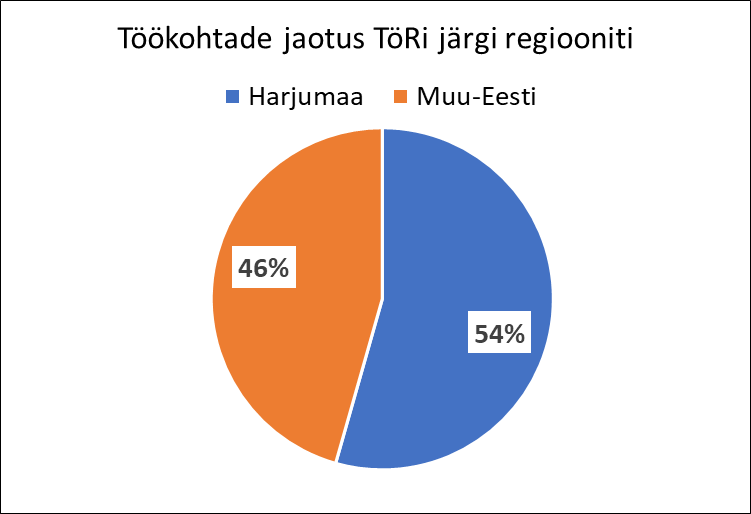 Töökohtade jaotus TöRi järgi regiooniti
Harjumaa Muu-Eesti
46%
54%